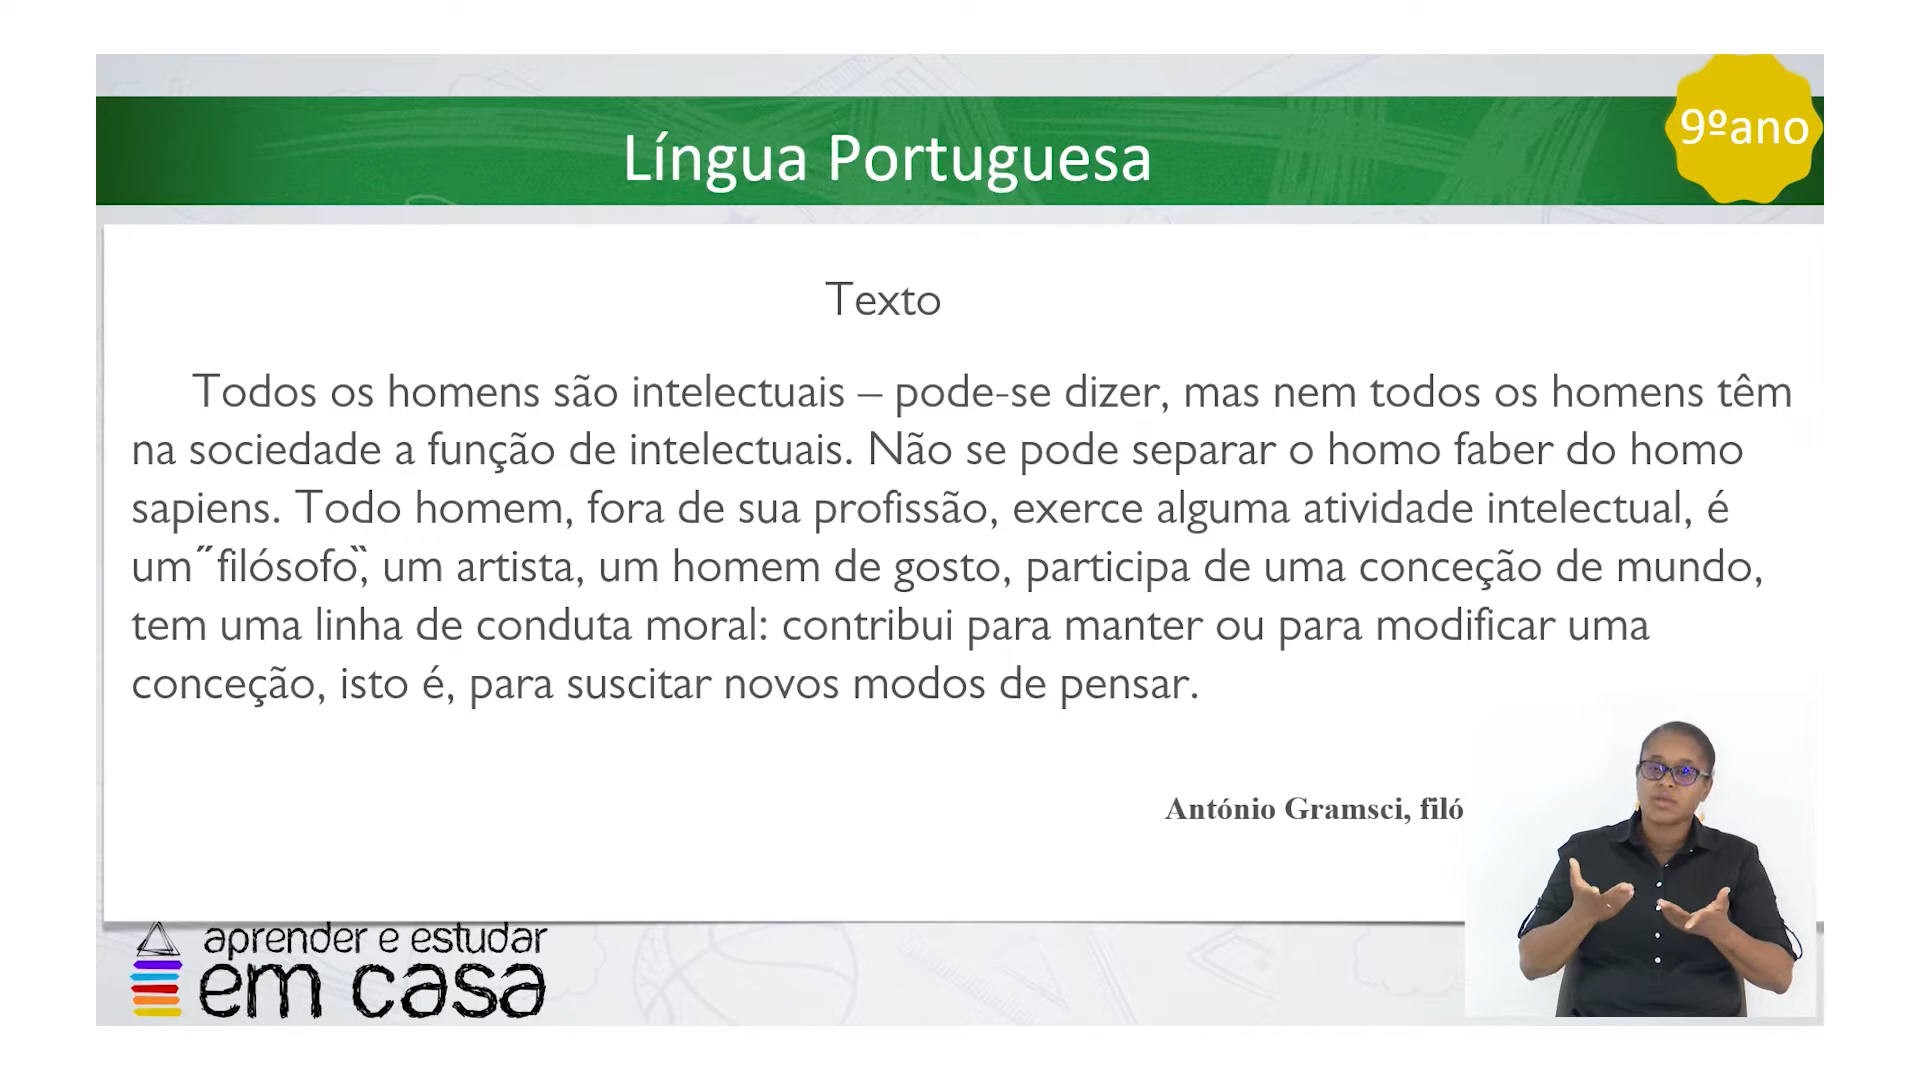 Língua Portuguesa
9ºano
Texto
Todos os homens são intelectuais – pode-se dizer, mas nem todos os homens têm
na sociedade a função de intelectuais. Não se pode separar o homo faber do homo
sapiens. Todo homem, fora de sua profissão, exerce alguma atividade intelectual, é
um ˝filósofo‶, um artista, um homem de gosto, participa de uma conceção de mundo,
tem uma linha de conduta moral: contribui para manter ou para modificar uma
conceção, isto é, para suscitar novos modos de pensar.
António Gramsci, filó
aprender e estudar
em casa